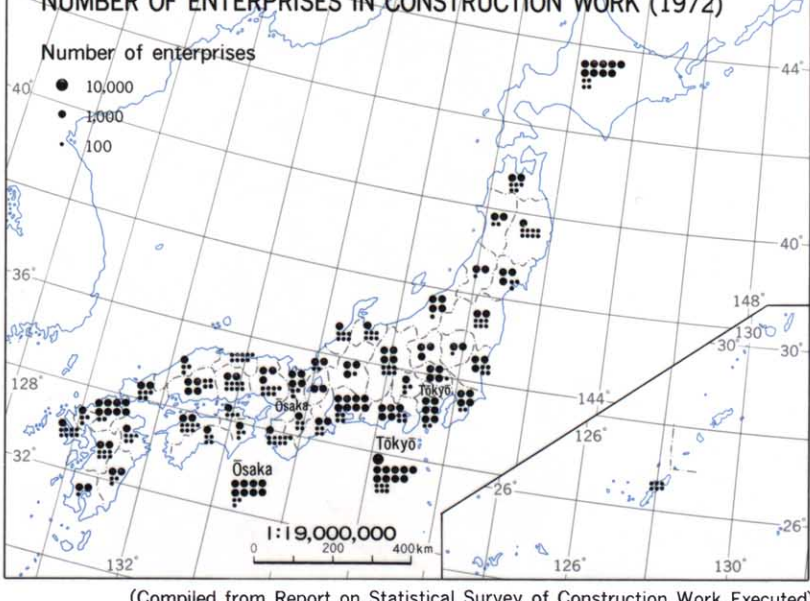 NUMBER OF ENTERPRISES IN CONSTRUCTION WORK (1972)
Number of enterprises
10,000
1,000
100
44°
40°
40°
36°
148°
130°
30°
30°
128°
144°
126°
Tōkyō
Ōsaka
Tōkyō
Ōsaka
32°
26°
26°
1:19,000,000
0 200 400km
132°
126°
130°
(Compiled from Report on Statistical Survey of Construction Work Executed